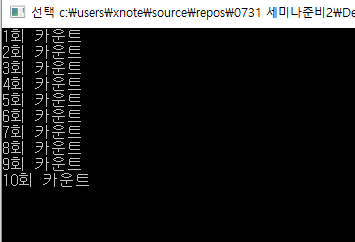 선택 c:₩users₩xnote₩source₩repos₩0731 세미나준비2₩De
1회 카운트
2회 카운트
3회 카운트
4회 카운트
5회 카운트
6회 카운트
7회 카운트
8회 카운트
9회 카운트
10회 카운트